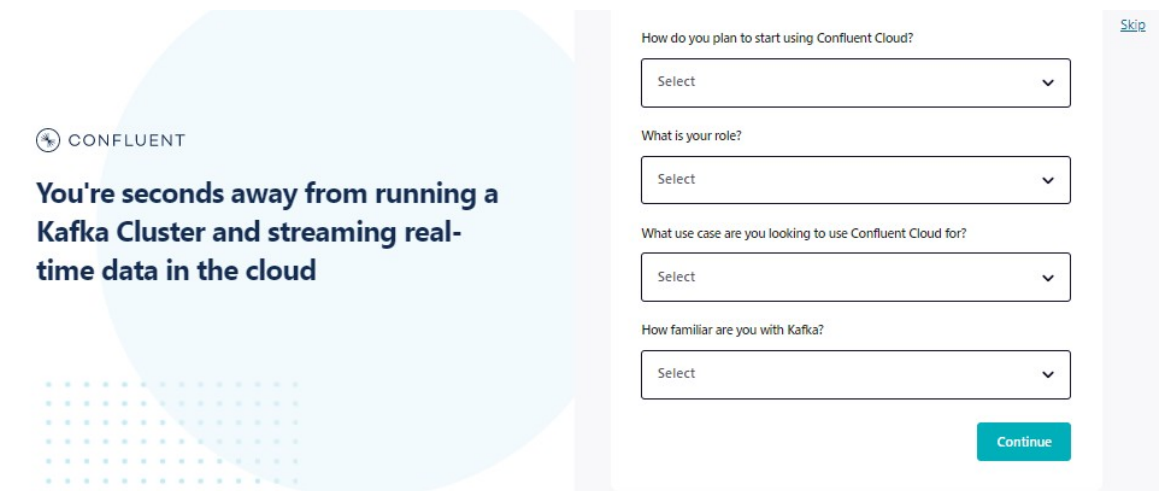 CONFLUENT
You're seconds away from running a
Kafka Cluster and streaming real-
time data in the cloud
Skip
How do you plan to start using Confluent Cloud?
Select
What is your role?
Select
What use case are you looking to use Confluent Cloud for?
Select
How familiar are you with Kafka?
Select
Continue